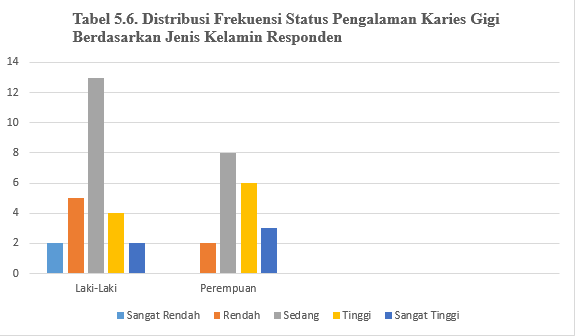 Tabel 5.6. Distribusi Frekuensi Status Pengalaman Karies Gigi
Berdasarkan Jenis Kelamin Responden
14
12
10
8
6
4
2
0
Laki-Laki Perempuan
Sangat Rendah Rendah Sedang Tinggi Sangat Tinggi